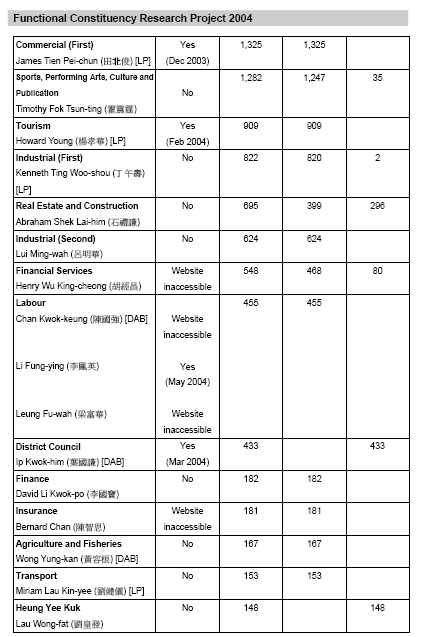 Functional Constituency Research Project 2004
Commercial (First) Yes 1,325 1,325
James Tien Pei-chun (田北俊) [LP] (Dec 2003)
Sports, Performing Arts, Culture and 1,282 1,247 35
Publication No
Timothy Fok Tsun-ting (霍震霆)
Tourism Yes 909 909
Howard Young (楊孝華) [LP] (Feb 2004)
Industrial (First) No 822 820 2
Kenneth Ting Woo-shou (丁午壽)
[LP]
Real Estate and Construction No 695 399 296
Abraham Shek Lai-him (石禮謙)
Industrial (Second) No 624 624
Lui Ming-wah (呂明華)
Financial Services Website 548 468 80
Henry Wu King-cheong (胡經昌) inaccessible
Labour 455 455
Chan Kwok-keung (陳國強) [DAB] Website
inaccessible
Li Fung-ying (李鳳英) Yes
(May 2004)
Leung Fu-wah (梁富華) Website
inaccessible
District Council Yes 433 433
Ip Kwok-him (葉國謙) [DAB] (Mar 2004)
Finance No 182 182
David Li Kwok-po (李國寶)
Insurance Website 181 181
Bernard Chan (陳智思) inaccessible
Agriculture and Fisheries No 167 167
Wong Yung-kan (黃容根) [DAB]
Transport No 153 153
Miriam Lau Kin-yee (劉健儀) [LP]
Heung Yee Kuk No 148 148
Lau Wong-fat (劉皇發)